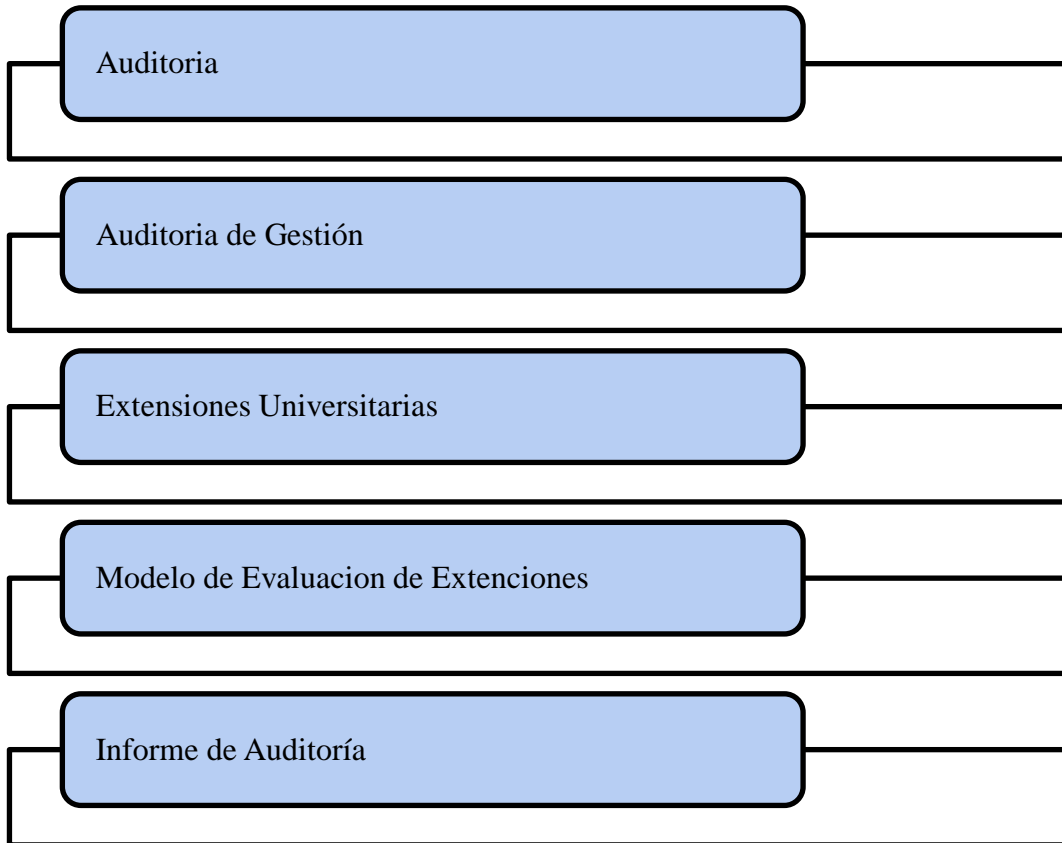 Auditoria
Auditoria de Gestión
Extensiones Universitarias
Modelo de Evaluacion de Extenciones
Informe de Auditoría